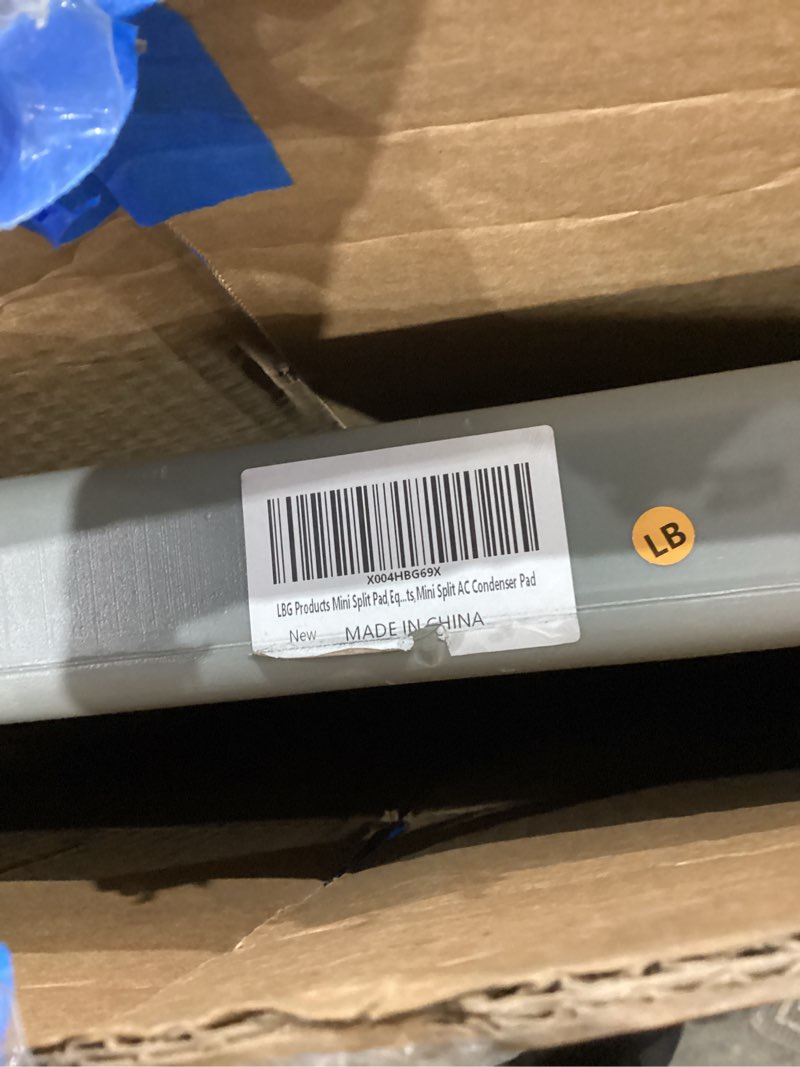 X004HBG69X
LBG Products Mini Split Pad,Eq...ts,Mini Split AC Condenser Pad
New MADE IN CHINA
LB